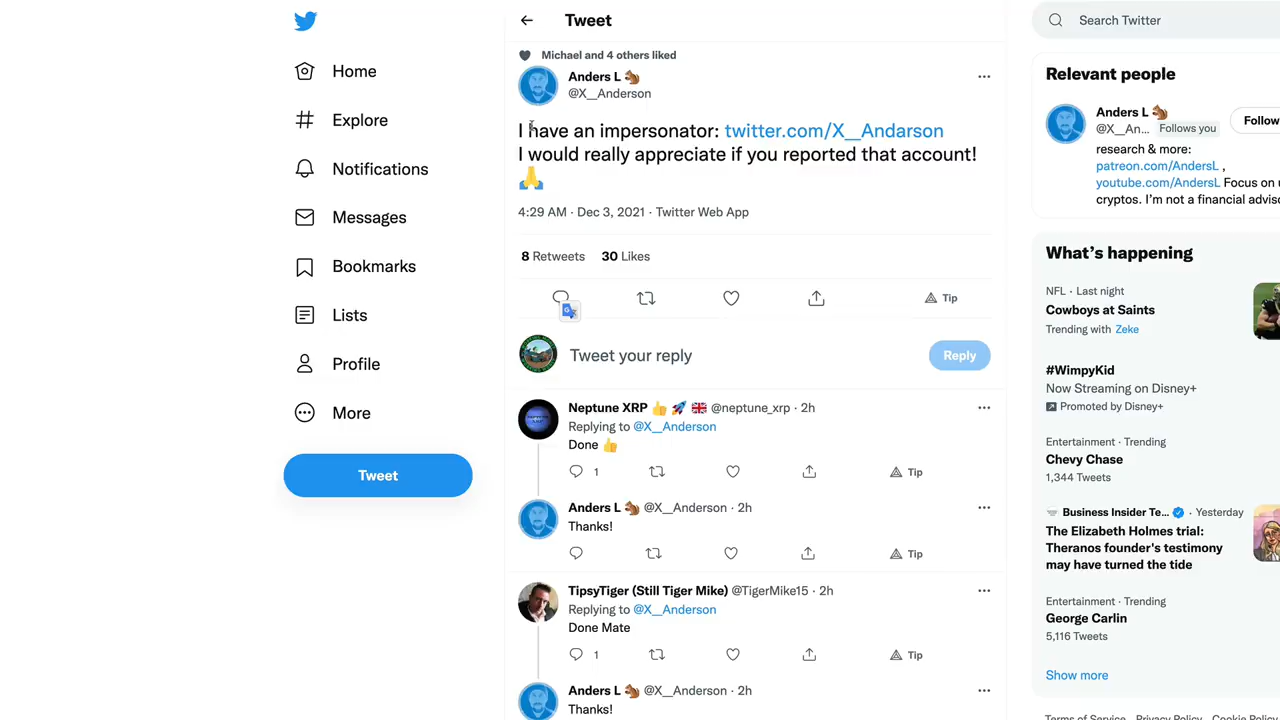 Home
Explore
Notifications
Messages
Bookmarks
Lists
Profile
More
Tweet
Tweet
Michael and 4 others liked
Anders L 🐿️
@X__Anderson
I have an impersonator: twitter.com/X__Andarson
I would really appreciate if you reported that account!
🙏
4:29 AM · Dec 3, 2021 · Twitter Web App
8 Retweets 30 Likes
Tip
Tweet your reply
Reply
Neptune XRP 👍 🚀 🇬🇧 @neptune_xrp · 2h
Replying to @X__Anderson
Done 👍
1
Tip
Anders L 🐿️ @X__Anderson · 2h
Thanks!
Tip
TipsyTiger (Still Tiger Mike) @TigerMike15 · 2h
Replying to @X__Anderson
Done Mate
1
Tip
Anders L 🐿️ @X__Anderson · 2h
Thanks!
Search Twitter
Relevant people
Anders L 🐿️
@X__An... Follows you
Follow
research & more:
patreon.com/AndersL ,
youtube.com/AndersL Focus on
cryptos. I'm not a financial
What's happening
NFL · Last night
Cowboys at Saints
Trending with Zeke
#WimpyKid
Now Streaming on Disney+
Promoted by Disney+
Entertainment · Trending
Chevy Chase
1,344 Tweets
Business Insider Te... · Yesterday
The Elizabeth Holmes trial:
Theranos founder's testimony
may have turned the tide
Entertainment · Trending
George Carlin
5,116 Tweets
Show more
Terms of Service Privacy Policy Cookie Policy